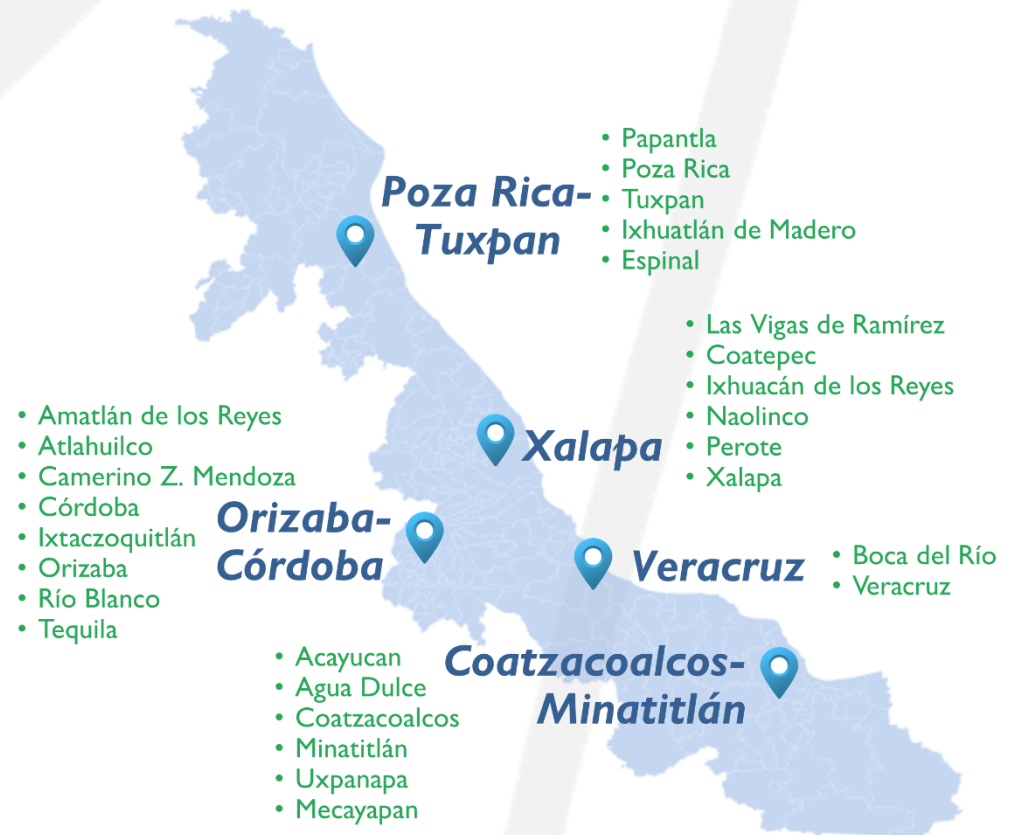 Poza Rica-
Tuxpan
• Papantla
• Poza Rica
• Tuxpan
• Ixhuatlán de Madero
• Espinal
Xalapa
• Las Vigas de Ramírez
• Coatepec
• Ixhuacán de los Reyes
• Naolinco
• Perote
• Xalapa
Orizaba-
Córdoba
• Amatlán de los Reyes
• Atlahuilco
• Camerino Z. Mendoza
• Córdoba
• Ixtaczoquitlán
• Orizaba
• Río Blanco
• Tequila
Veracruz
• Boca del Río
• Veracruz
Coatzacoalcos-
Minatitlán
• Acayucan
• Agua Dulce
• Coatzacoalcos
• Minatitlán
• Uxpanapa
• Mecayapan